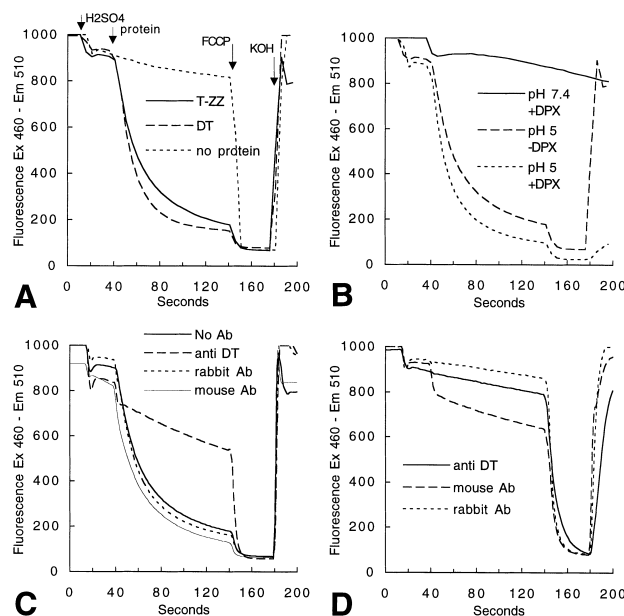 H2SO4
protein
FCCP
KOH
1000
800
600
400
200
0
Fluorescence Ex 460 - Em 510
T-ZZ
DT
no protein
0 40 80 120 160 200
Seconds
A
1000
800
600
400
200
0
Fluorescence Ex 460 - Em 510
pH 7.4
+DPX
pH 5
-DPX
pH 5
+DPX
0 40 80 120 160 200
Seconds
B
No Ab
anti DT
rabbit Ab
mouse Ab
1000
800
600
400
200
0
Fluorescence Ex 460 - Em 510
0 40 80 120 160 200
Seconds
C
1000
800
600
400
200
0
Fluorescence Ex 460 - Em 510
anti DT
mouse Ab
rabbit Ab
0 40 80 120 160 200
Seconds
D